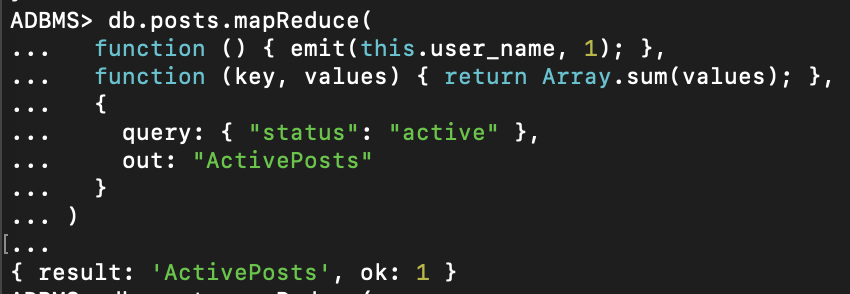 ADBMS> db.posts.mapReduce(
...   function () { emit(this.user_name, 1); },
...   function (key, values) { return Array.sum(values); },
...   {
...     query: { "status": "active" },
...     out: "ActivePosts"
...   }
... )
[...
{ result: 'ActivePosts', ok: 1 }